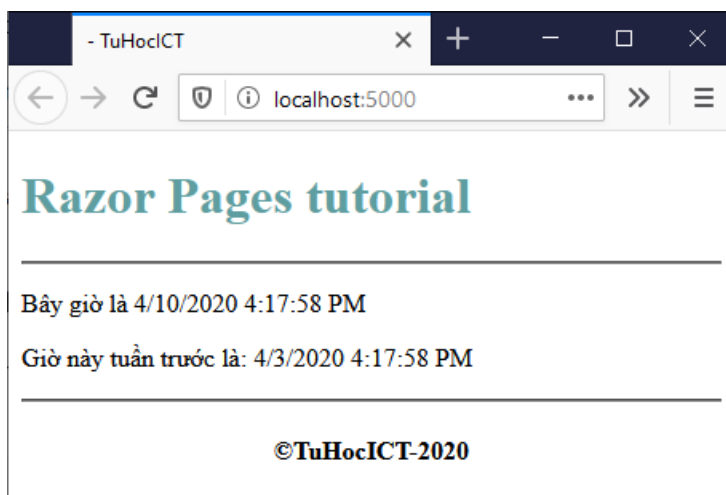 - TuHocICT
localhost:5000
Razor Pages tutorial
Bây giờ là 4/10/2020 4:17:58 PM
Giờ này tuần trước là: 4/3/2020 4:17:58 PM
©TuHocICT-2020